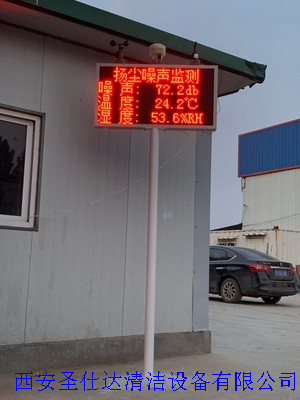 扬尘噪声监测
噪声: 72.2db
温度: 24.2℃
湿度: 53.6%RH
西安圣仕达清洁设备有限公司